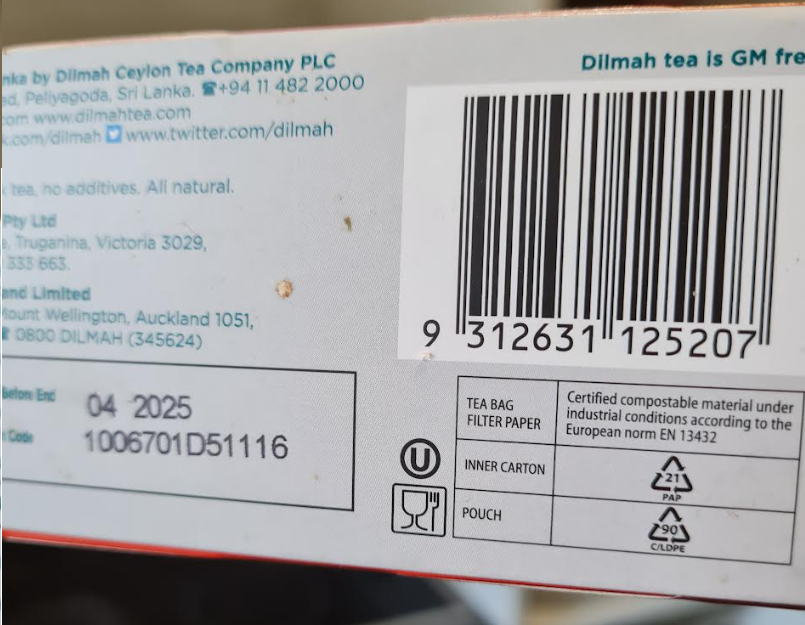 nka by Dilmah Ceylon Tea Company PLC
ad, Peliyagoda, Sri Lanka. ☎+94 11 482 2000
com www.dilmahtea.com
k.com/dilmah www.twitter.com/dilmah
tea, no additives. All natural.
Pty Ltd
e, Truganina, Victoria 3029,
333 663.
and Limited
Mount Wellington, Auckland 1051,
0800 DILMAH (345624)
Before End
04 2025
Code
1006701D51116
Dilmah tea is GM fre
9 312631 125207
U
TEA BAG FILTER PAPER
Certified compostable material under
industrial conditions according to the
European norm EN 13432
INNER CARTON
21
PAP
POUCH
90
C/LDPE